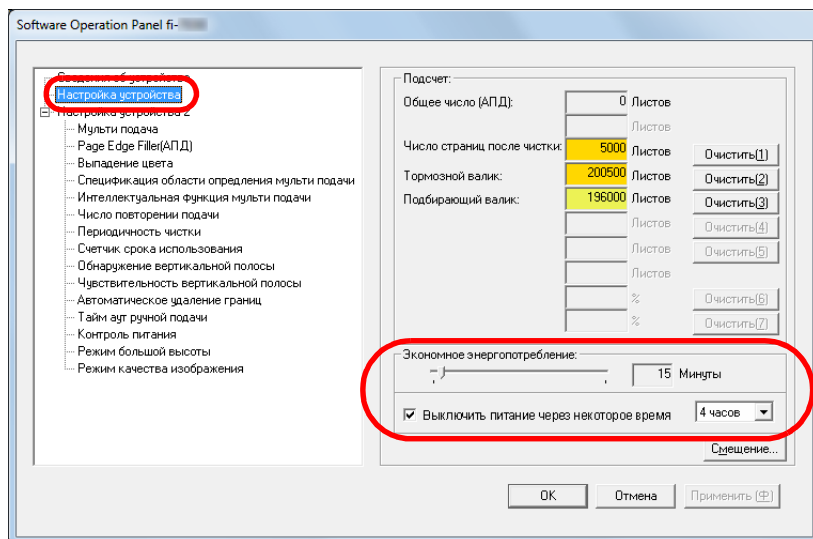 Software Operation Panel fi-
Сведения об устройстве
Настройка устройства
Настройка устройства 2
Мульти подача
Page Edge Filler(АПД)
Выпадение цвета
Спецификация области опредления мульти подачи
Интеллектуальная функция мульти подачи
Число повторении подачи
Периодичность чистки
Счетчик срока использования
Обнаружение вертикальной полосы
Чувствительность вертикальной полосы
Автоматическое удаление границ
Тайм аут ручной подачи
Контроль питания
Режим большой высоты
Режим качества изображения
Подсчет:
Общее число (АПД): 0 Листов
Листов
Число страниц после чистки: 5000 Листов Очистить(1)
Тормозной валик: 200500 Листов Очистить(2)
Подбирающий валик: 196000 Листов Очистить(3)
Листов Очистить(4)
Листов Очистить(5)
Листов
% Очистить(6)
% Очистить(7)
Экономное энергопотребление:
15 Минуты
Выключить питание через некоторое время 4 часов
Смещение...
OK Отмена Применить (Ф)